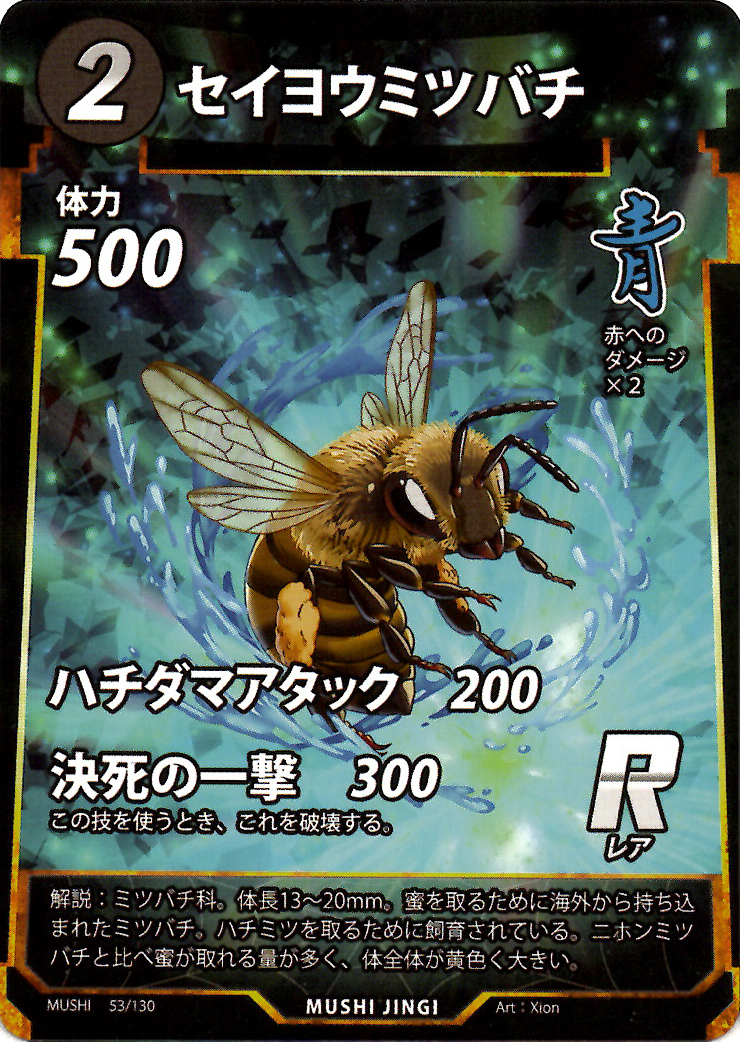 2 セイヨウミツバチ
体力
500
青
赤への
ダメージ
×2
ハチダマアタック 200
決死の一撃 300
この技を使うとき、これを破壊する。
R
レア
解説：ミツバチ科。体長13〜20mm。蜜を取るために海外から持ち込
まれたミツバチ。ハチミツを取るために飼育されている。ニホンミツ
バチと比べ蜜が取れる量が多く、体全体が黄色く大きい。
MUSHI 53/130 MUSHI JINGI Art：Xion